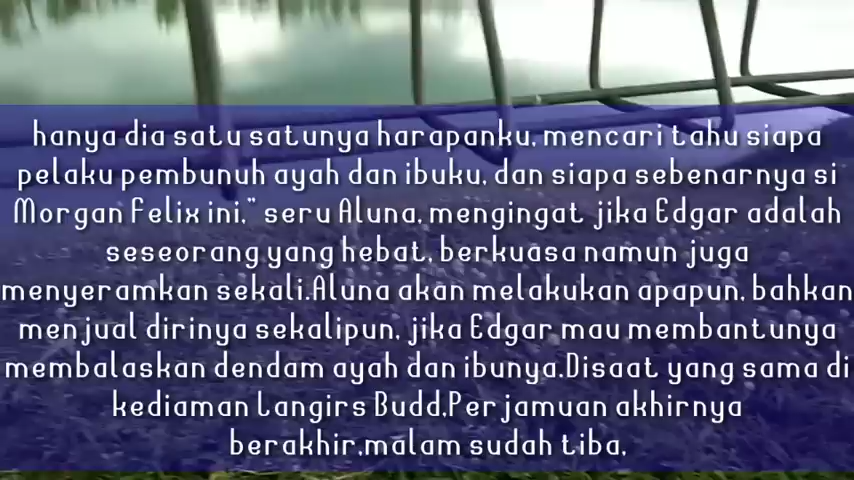 hanya dia satu satunya harapanku, mencari tahu siapa
pelaku pembunuh ayah dan ibuku, dan siapa sebenarnya si
Morgan Felix ini," seru Aluna, mengingat jika Edgar adalah
seseorang yang hebat, berkuasa namun juga
menyeramkan sekali.Aluna akan melakukan apapun, bahkan
menjual dirinya sekalipun, jika Edgar mau membantunya
membalaskan dendam ayah dan ibunya.Disaat yang sama di
kediaman Langirs Budd,Perjamuan akhirnya
berakhir,malam sudah tiba,